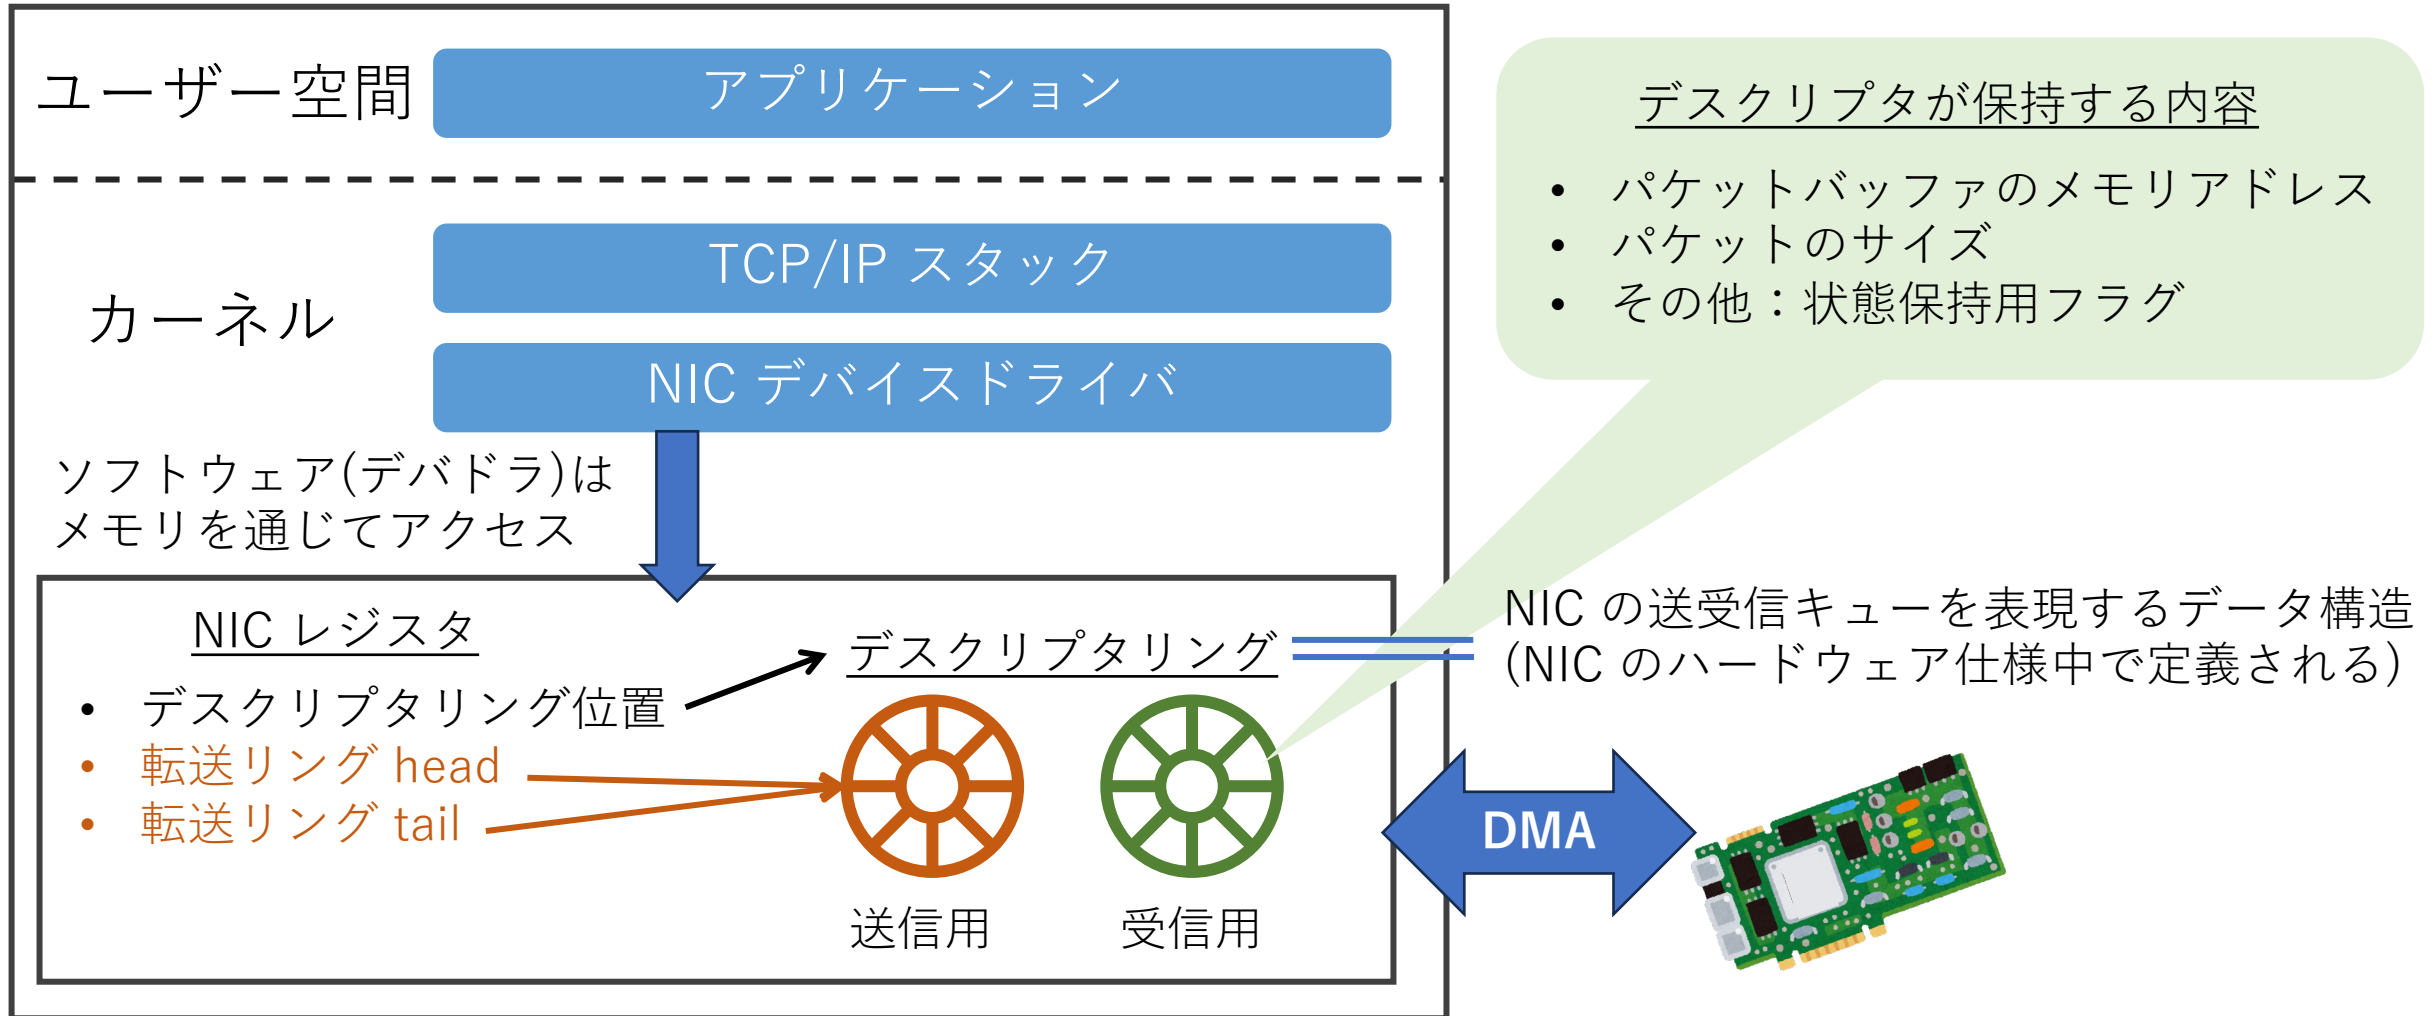 ユーザー空間
アプリケーション
カーネル
TCP/IP スタック
NIC デバイスドライバ
ソフトウェア(デバドラ)は
メモリを通じてアクセス
NIC レジスタ
• デスクリプタリング位置
• 転送リング head
• 転送リング tail
デスクリプタリング
送信用
受信用
デスクリプタが保持する内容
• パケットバッファのメモリアドレス
• パケットのサイズ
• その他：状態保持用フラグ
NIC の送受信キューを表現するデータ構造
(NIC のハードウェア仕様中で定義される)
DMA